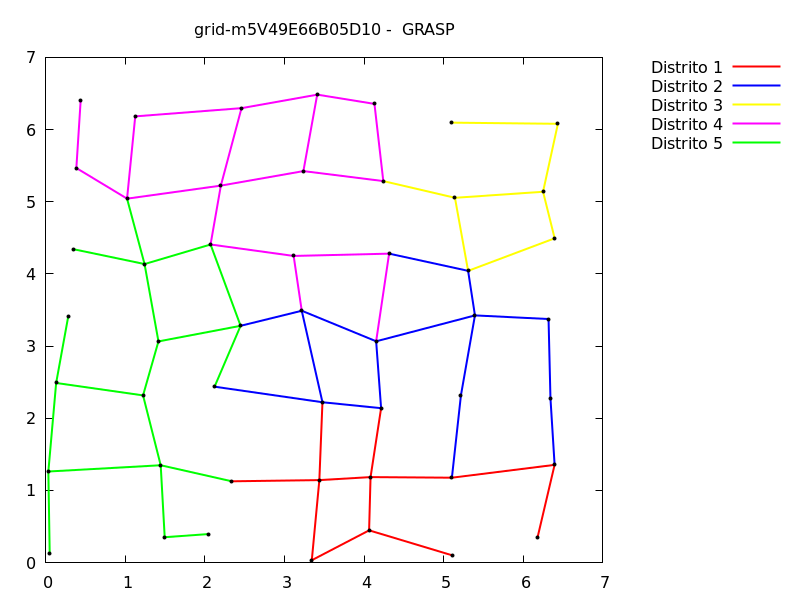 grid-m5V49E66B05D10 -  GRASP
Distrito 1
Distrito 2
Distrito 3
Distrito 4
Distrito 5
7
6
5
4
3
2
1
0
0 1 2 3 4 5 6 7